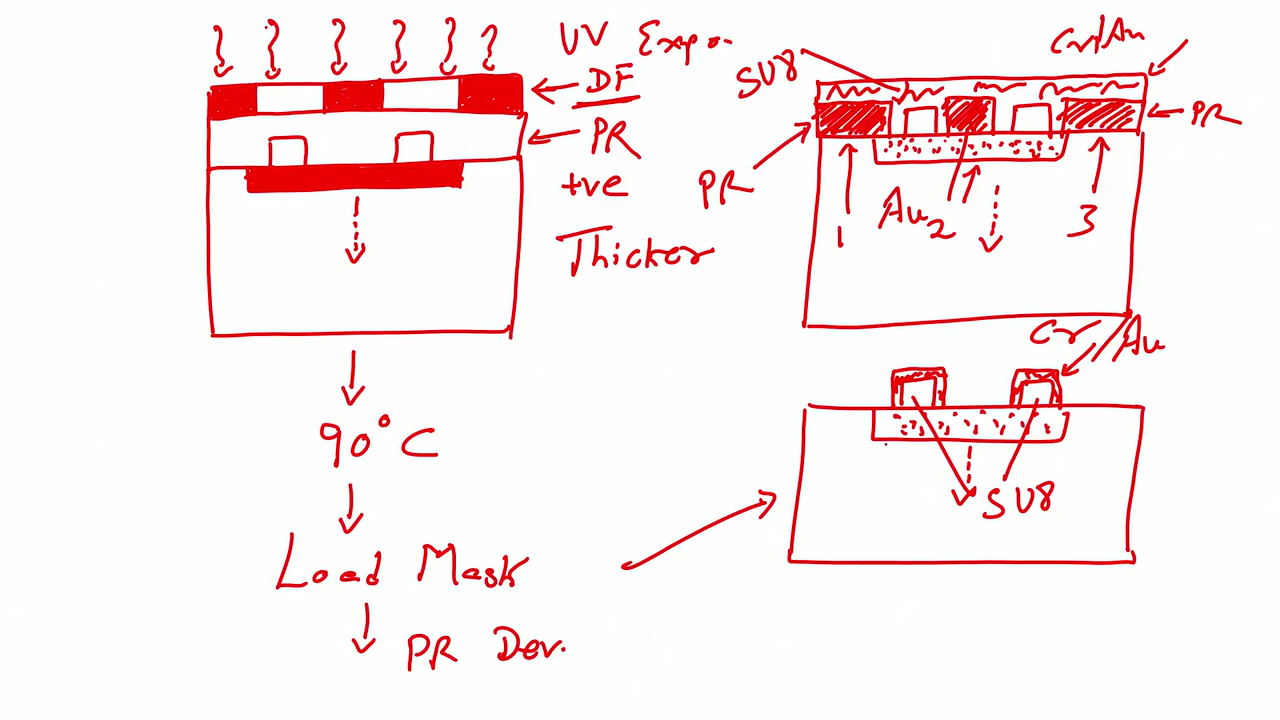 UV Expo.
DF
PR
+ve
Thicker
90°C
Load Mask
PR Dev.
Cr/Au
SU8
PR
PR
Au
1
2
3
Cr/Au
SU8